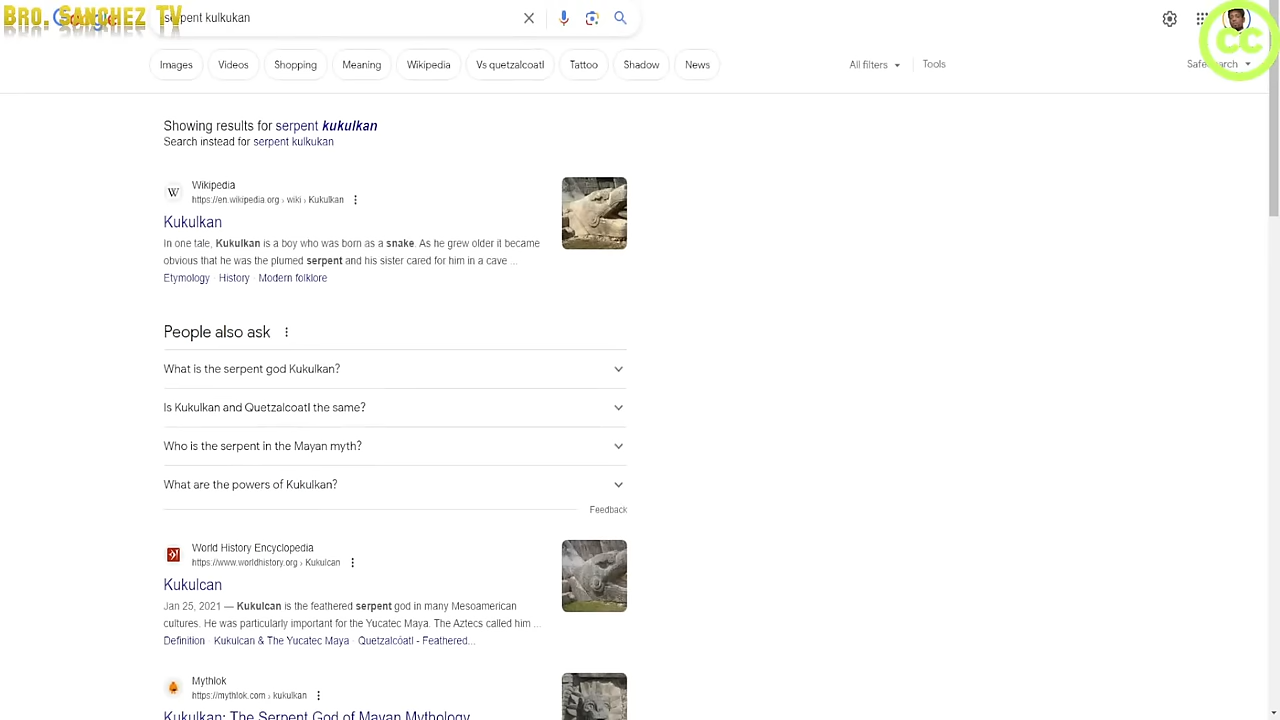 Bro. Sanchez TV
serpent kulkukan
CC
Images
Videos
Shopping
Meaning
Wikipedia
Vs quetzalcoatl
Tattoo
Shadow
News
All filters
Tools
Showing results for serpent kukulkan
Search instead for serpent kulkukan
W
Wikipedia
https://en.wikipedia.org › wiki › Kukulkan
Kukulkan
In one tale, Kukulkan is a boy who was born as a snake. As he grew older it became
obvious that he was the plumed serpent and his sister cared for him in a cave ...
Etymology · History · Modern folklore
People also ask
What is the serpent god Kukulkan?
Is Kukulkan and Quetzalcoatl the same?
Who is the serpent in the Mayan myth?
What are the powers of Kukulkan?
Feedback
World History Encyclopedia
https://www.worldhistory.org › Kukulcan
Kukulcan
Jan 25, 2021 — Kukulcan is the feathered serpent god in many Mesoamerican
cultures. He was particularly important for the Yucatec Maya. The Aztecs called him ...
Definition · Kukulcan & The Yucatec Maya · Quetzalcóatl - Feathered...
Mythlok
https://mythlok.com › kukulkan
Kukulkan: The Serpent God of Mayan Mythology